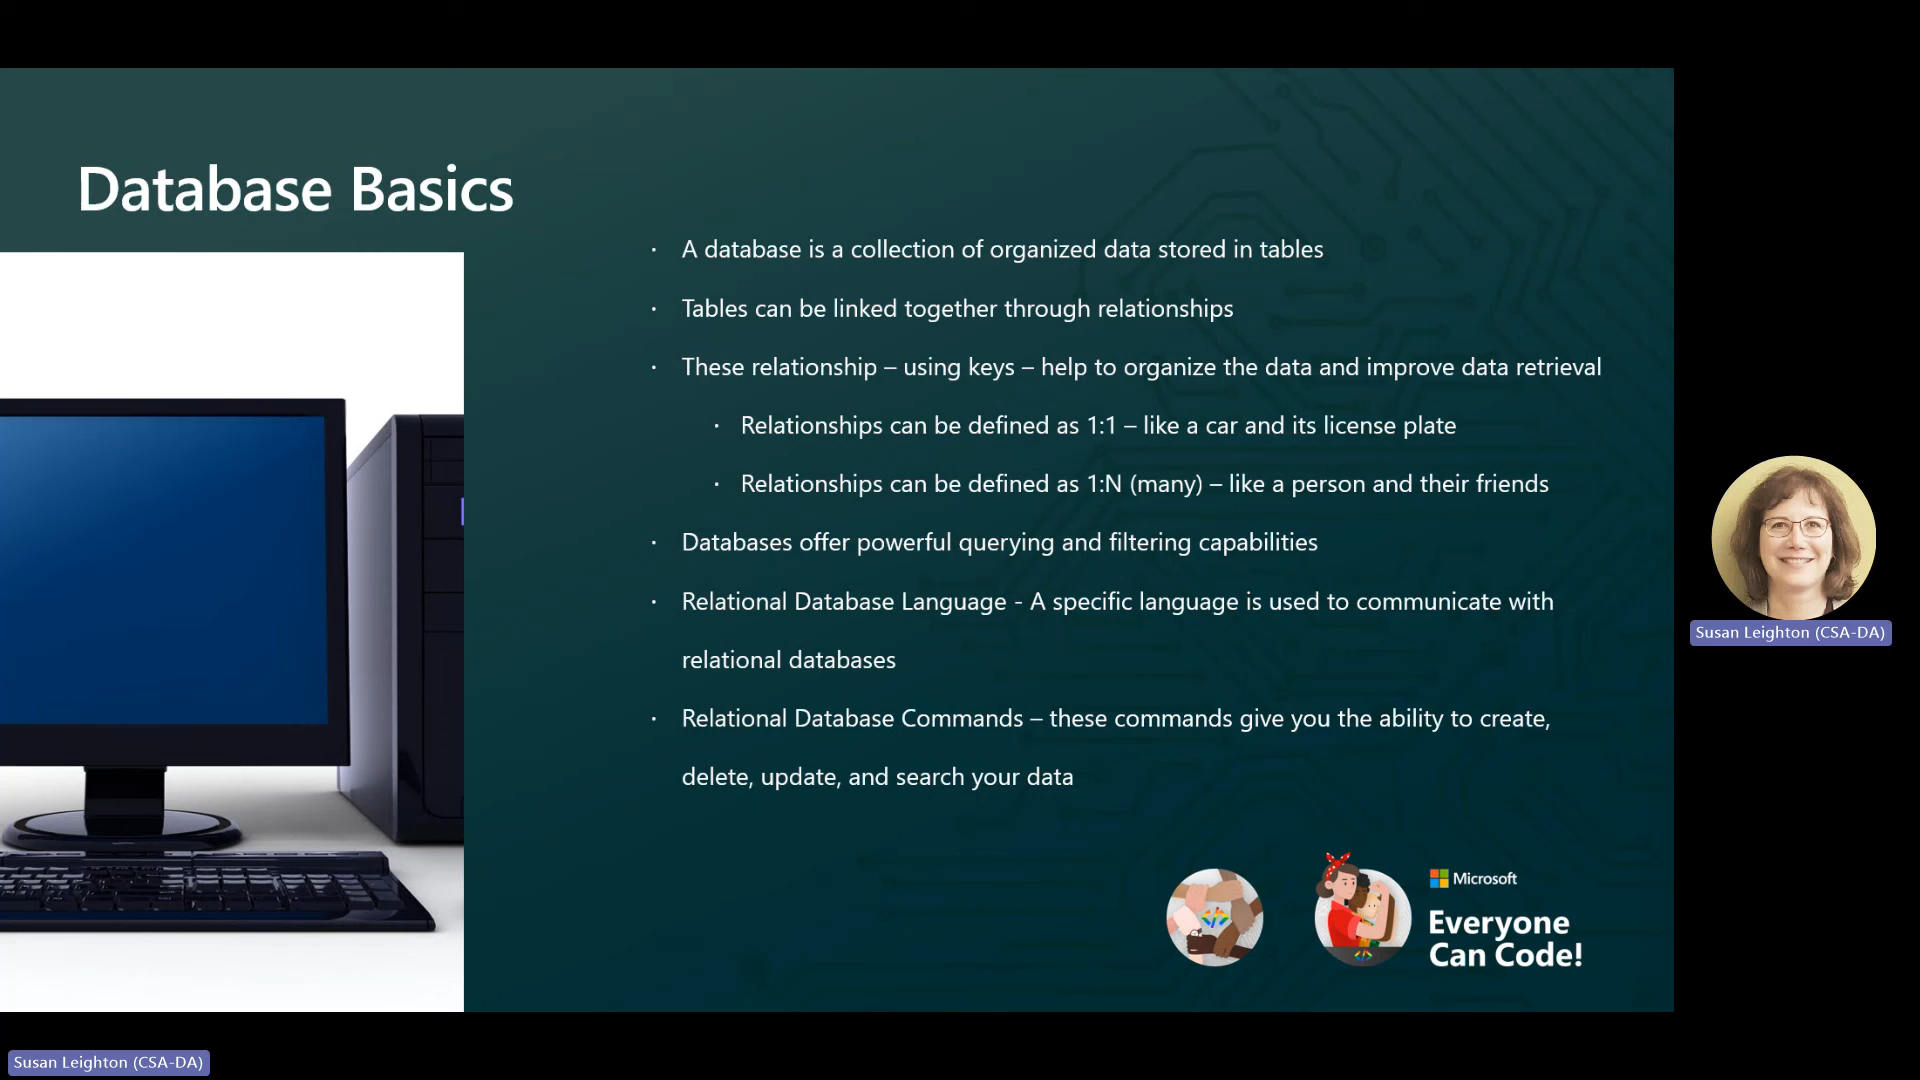 Database Basics
· A database is a collection of organized data stored in tables
· Tables can be linked together through relationships
· These relationship – using keys – help to organize the data and improve data retrieval
· Relationships can be defined as 1:1 – like a car and its license plate
· Relationships can be defined as 1:N (many) – like a person and their friends
· Databases offer powerful querying and filtering capabilities
· Relational Database Language - A specific language is used to communicate with
relational databases
· Relational Database Commands – these commands give you the ability to create,
delete, update, and search your data
Microsoft
Everyone
Can Code!
Susan Leighton (CSA-DA)
Susan Leighton (CSA-DA)